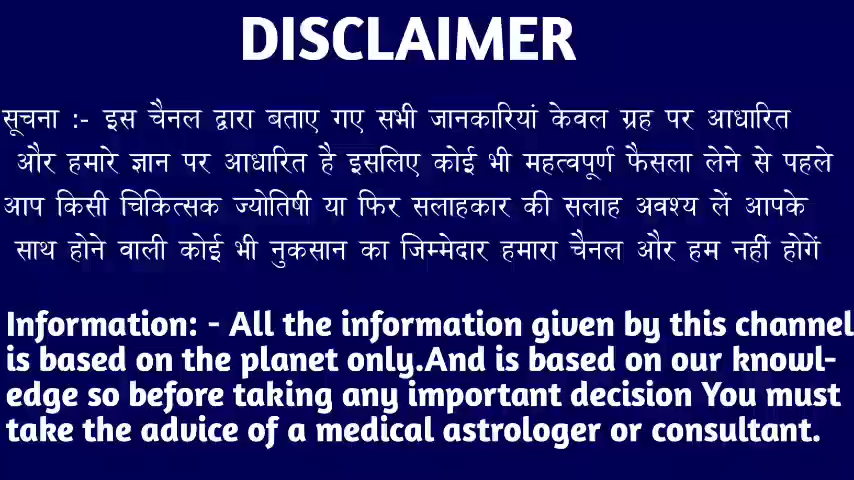 DISCLAIMER
सूचना :- इस चैनल द्वारा बताए गए सभी जानकारियां केवल ग्रह पर आधारित
और हमारे ज्ञान पर आधारित है इसलिए कोई भी महत्वपूर्ण फैसला लेने से पहले
आप किसी चिकित्सक ज्योतिषी या फिर सलाहकार की सलाह अवश्य लें आपके
साथ होने वाली कोई भी नुकसान का जिम्मेदार हमारा चैनल और हम नहीं होगें
Information: - All the information given by this channel
is based on the planet only.And is based on our knowl-
edge so before taking any important decision You must
take the advice of a medical astrologer or consultant.